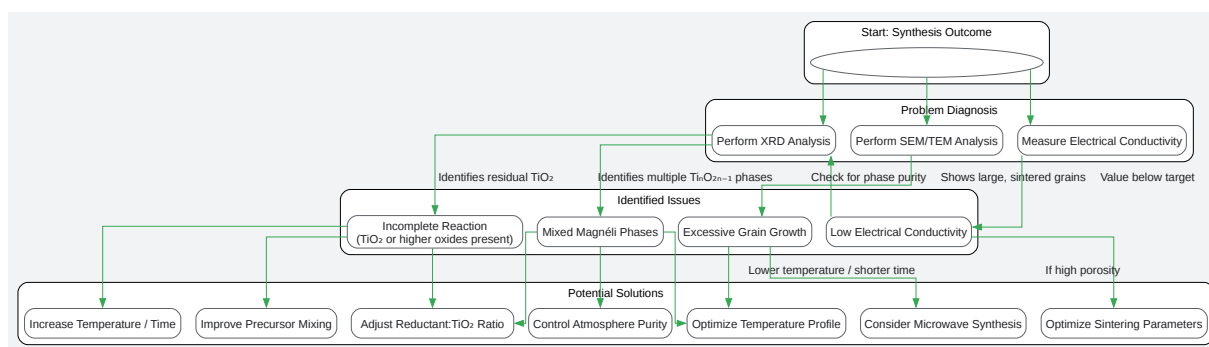 Start: Synthesis Outcome
Problem Diagnosis
Perform XRD Analysis
Perform SEM/TEM Analysis
Measure Electrical Conductivity
Identifies residual TiO₂
Identifies multiple TiₙO₂ₙ₋₁ phases
Check for phase purity
Shows large, sintered grains
Value below target
Identified Issues
Incomplete Reaction
(TiO₂ or higher oxides present)
Mixed Magnéli Phases
Excessive Grain Growth
Low Electrical Conductivity
Lower temperature / shorter time
If high porosity
Potential Solutions
Increase Temperature / Time
Improve Precursor Mixing
Adjust Reductant:TiO₂ Ratio
Control Atmosphere Purity
Optimize Temperature Profile
Consider Microwave Synthesis
Optimize Sintering Parameters